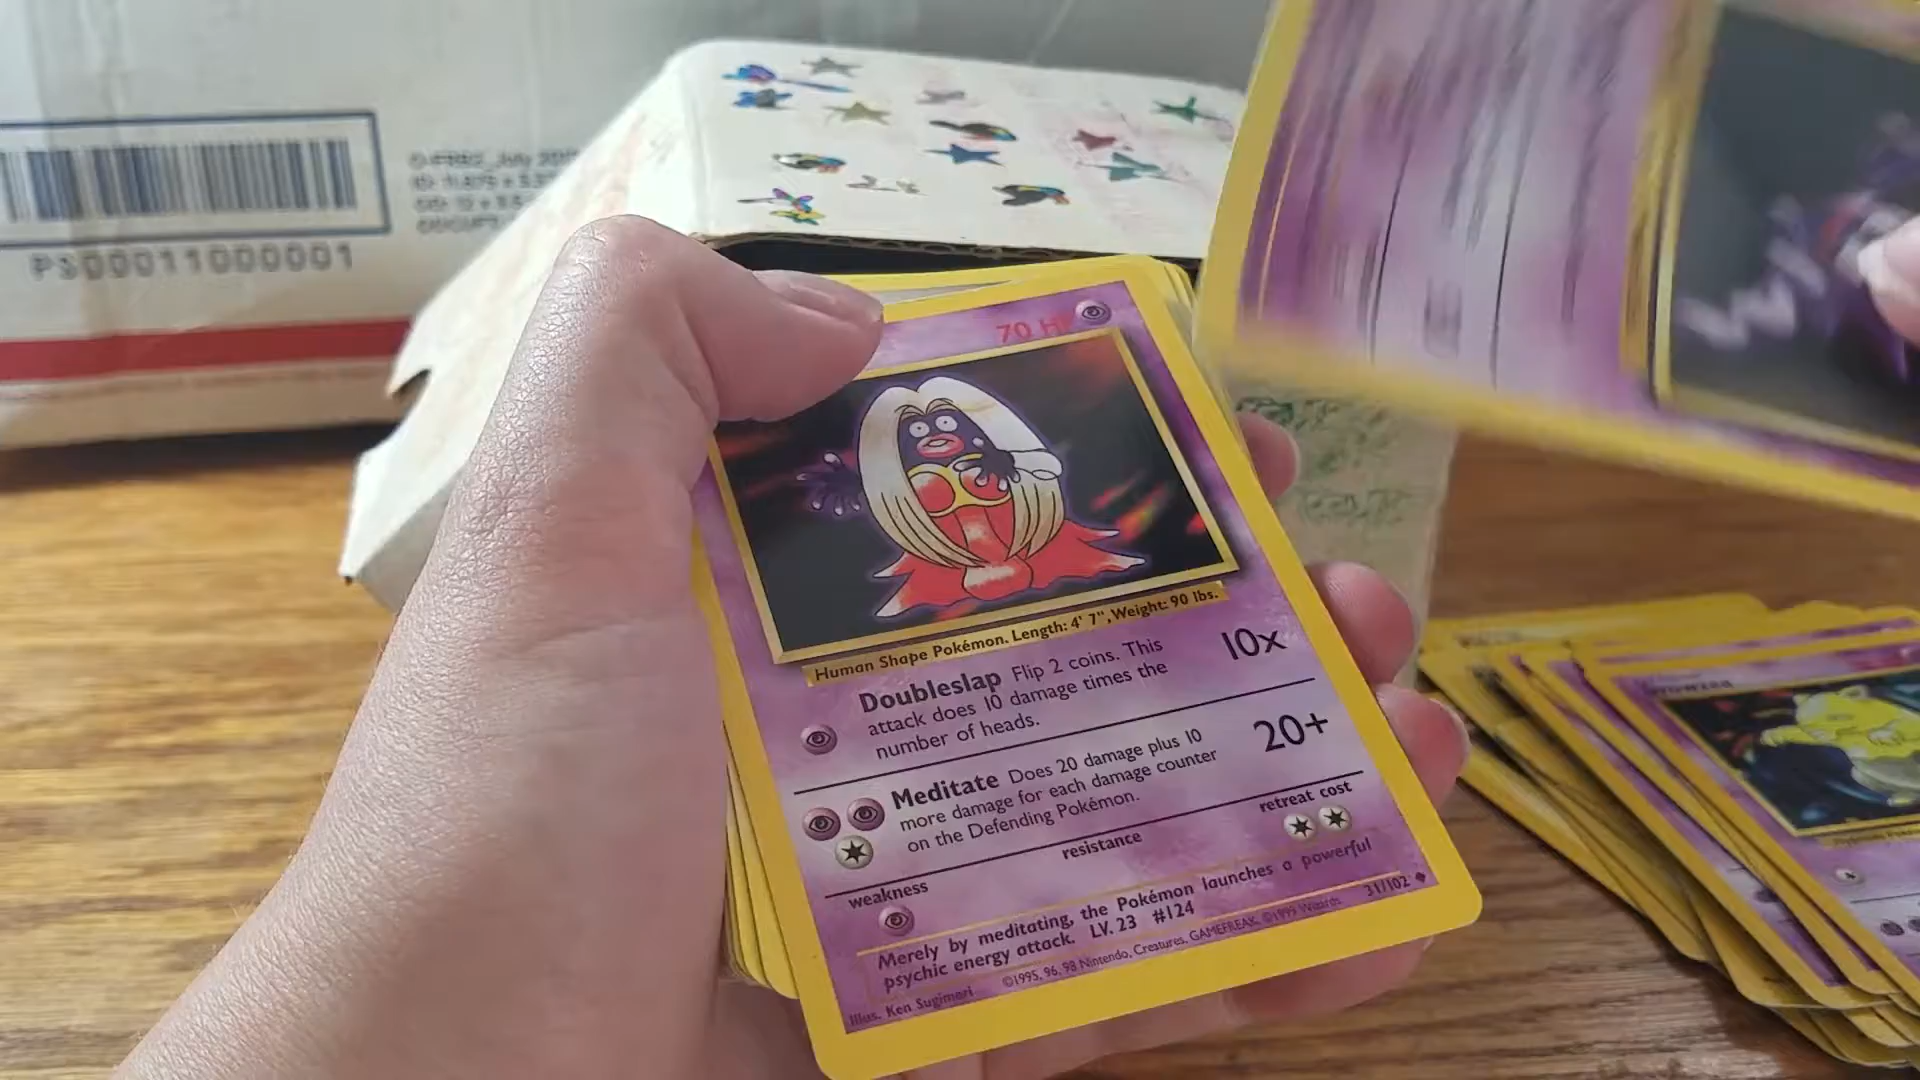 PS00011000001
70 HP
Human Shape Pokémon. Length: 4' 7", Weight: 90 lbs.
Doubleslap Flip 2 coins. This
attack does 10 damage times the
number of heads.
10x
Meditate Does 20 damage plus 10
more damage for each damage counter
on the Defending Pokémon.
20+
weakness
resistance
retreat cost
Merely by meditating, the Pokémon launches a powerful
psychic energy attack. LV. 23 #124
Illus. Ken Sugimori
©1995, 96, 98 Nintendo, Creatures, GAMEFREAK. ©1999 Wizards
31/102
Drowzee